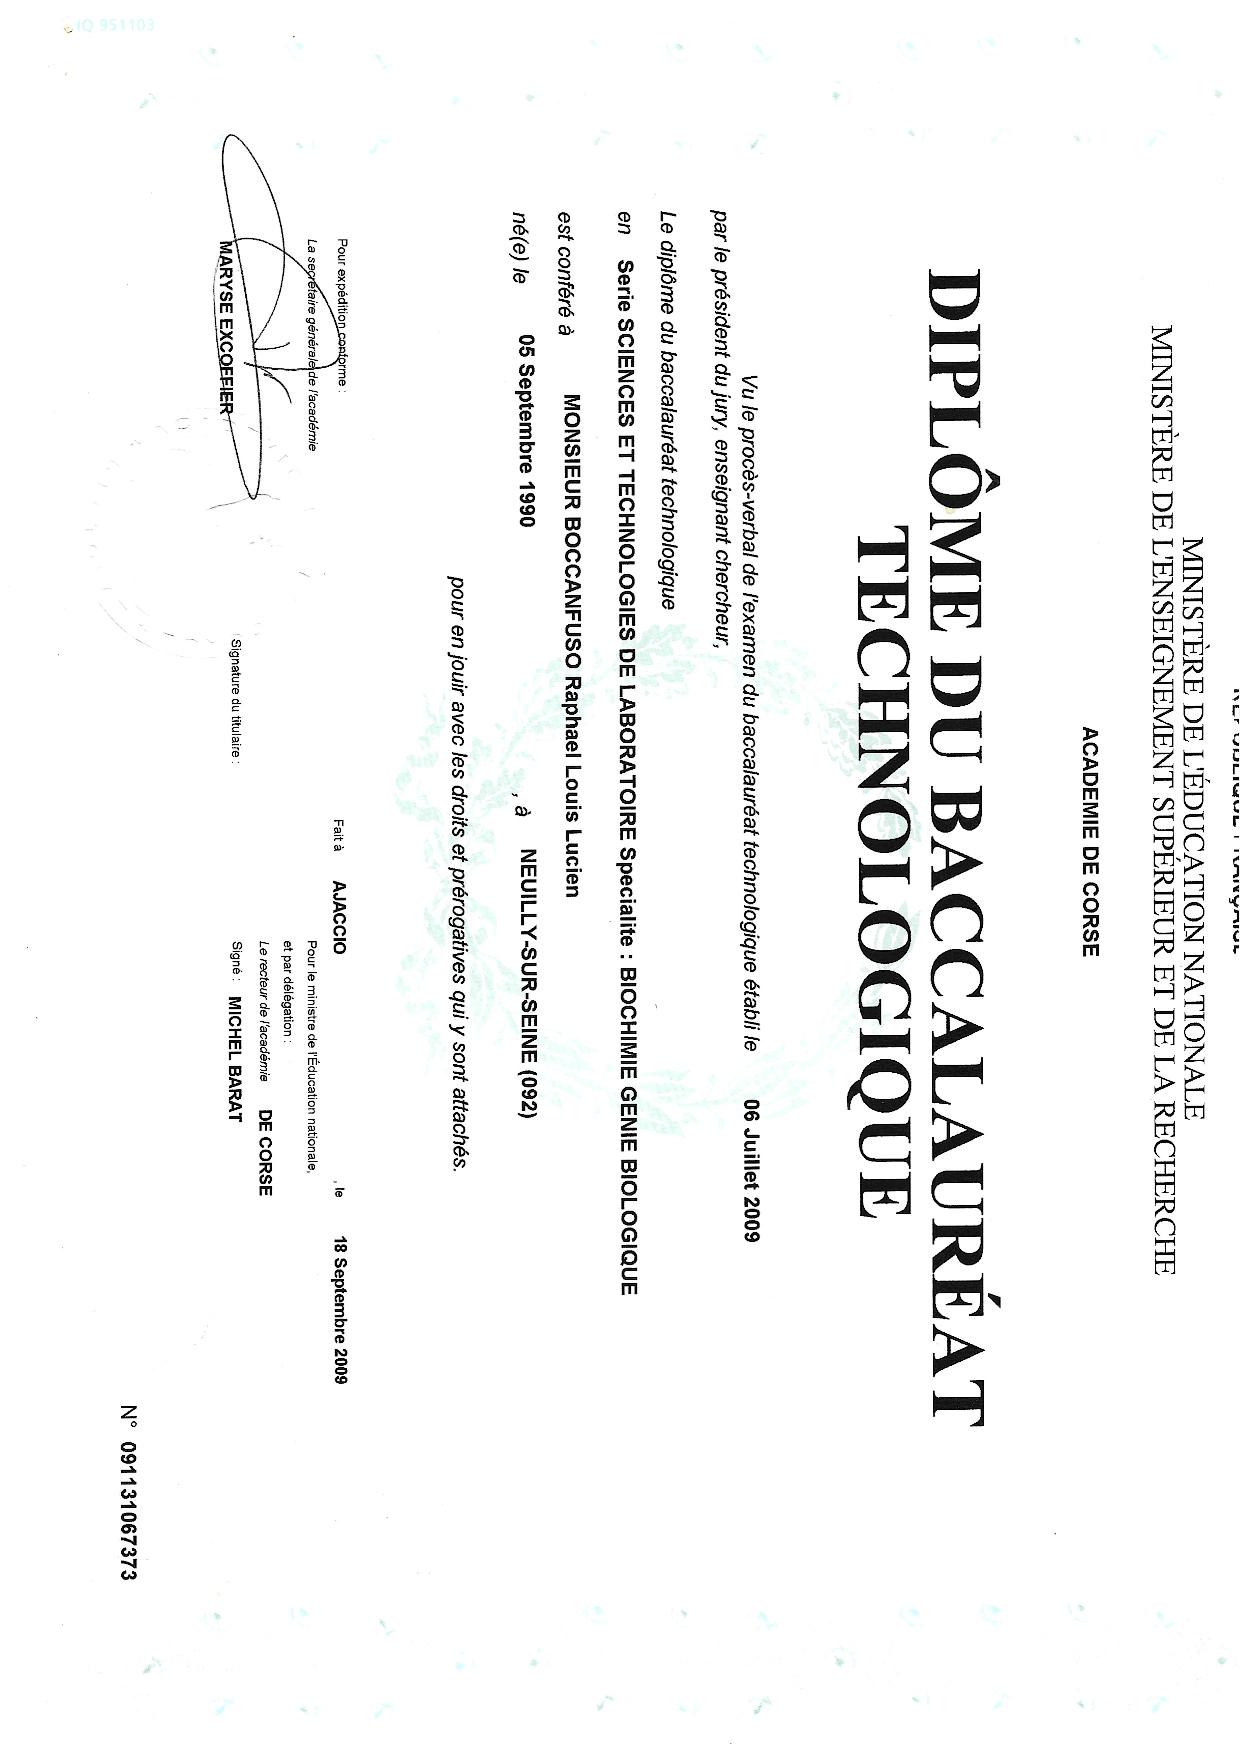 RÉPUBLIQUE FRANÇAISE
MINISTÈRE DE L'ÉDUCATION NATIONALE
MINISTÈRE DE L'ENSEIGNEMENT SUPÉRIEUR ET DE LA RECHERCHE
ACADEMIE DE CORSE
DIPLÔME DU BACCALAURÉAT
TECHNOLOGIQUE
Vu le procès-verbal de l'examen du baccalauréat technologique établi le 06 Juillet 2009
par le président du jury, enseignant chercheur,
Le diplôme du baccalauréat technologique
en Serie SCIENCES ET TECHNOLOGIES DE LABORATOIRE Specialite : BIOCHIMIE GENIE BIOLOGIQUE
est conféré à MONSIEUR BOCCANFUSO Raphael Louis Lucien
né(e) le 05 Septembre 1990 , à NEUILLY-SUR-SEINE (092)
pour en jouir avec les droits et prérogatives qui y sont attachés.
Pour expédition conforme :
La secrétaire générale de l'académie
MARYSE EXCOFFIER
Signature du titulaire :
Fait à AJACCIO , le 18 Septembre 2009
Pour le ministre de l'Éducation nationale,
et par délégation :
Le recteur de l'académie DE CORSE
Signé : MICHEL BARAT
N° 091131067373
IQ 951103